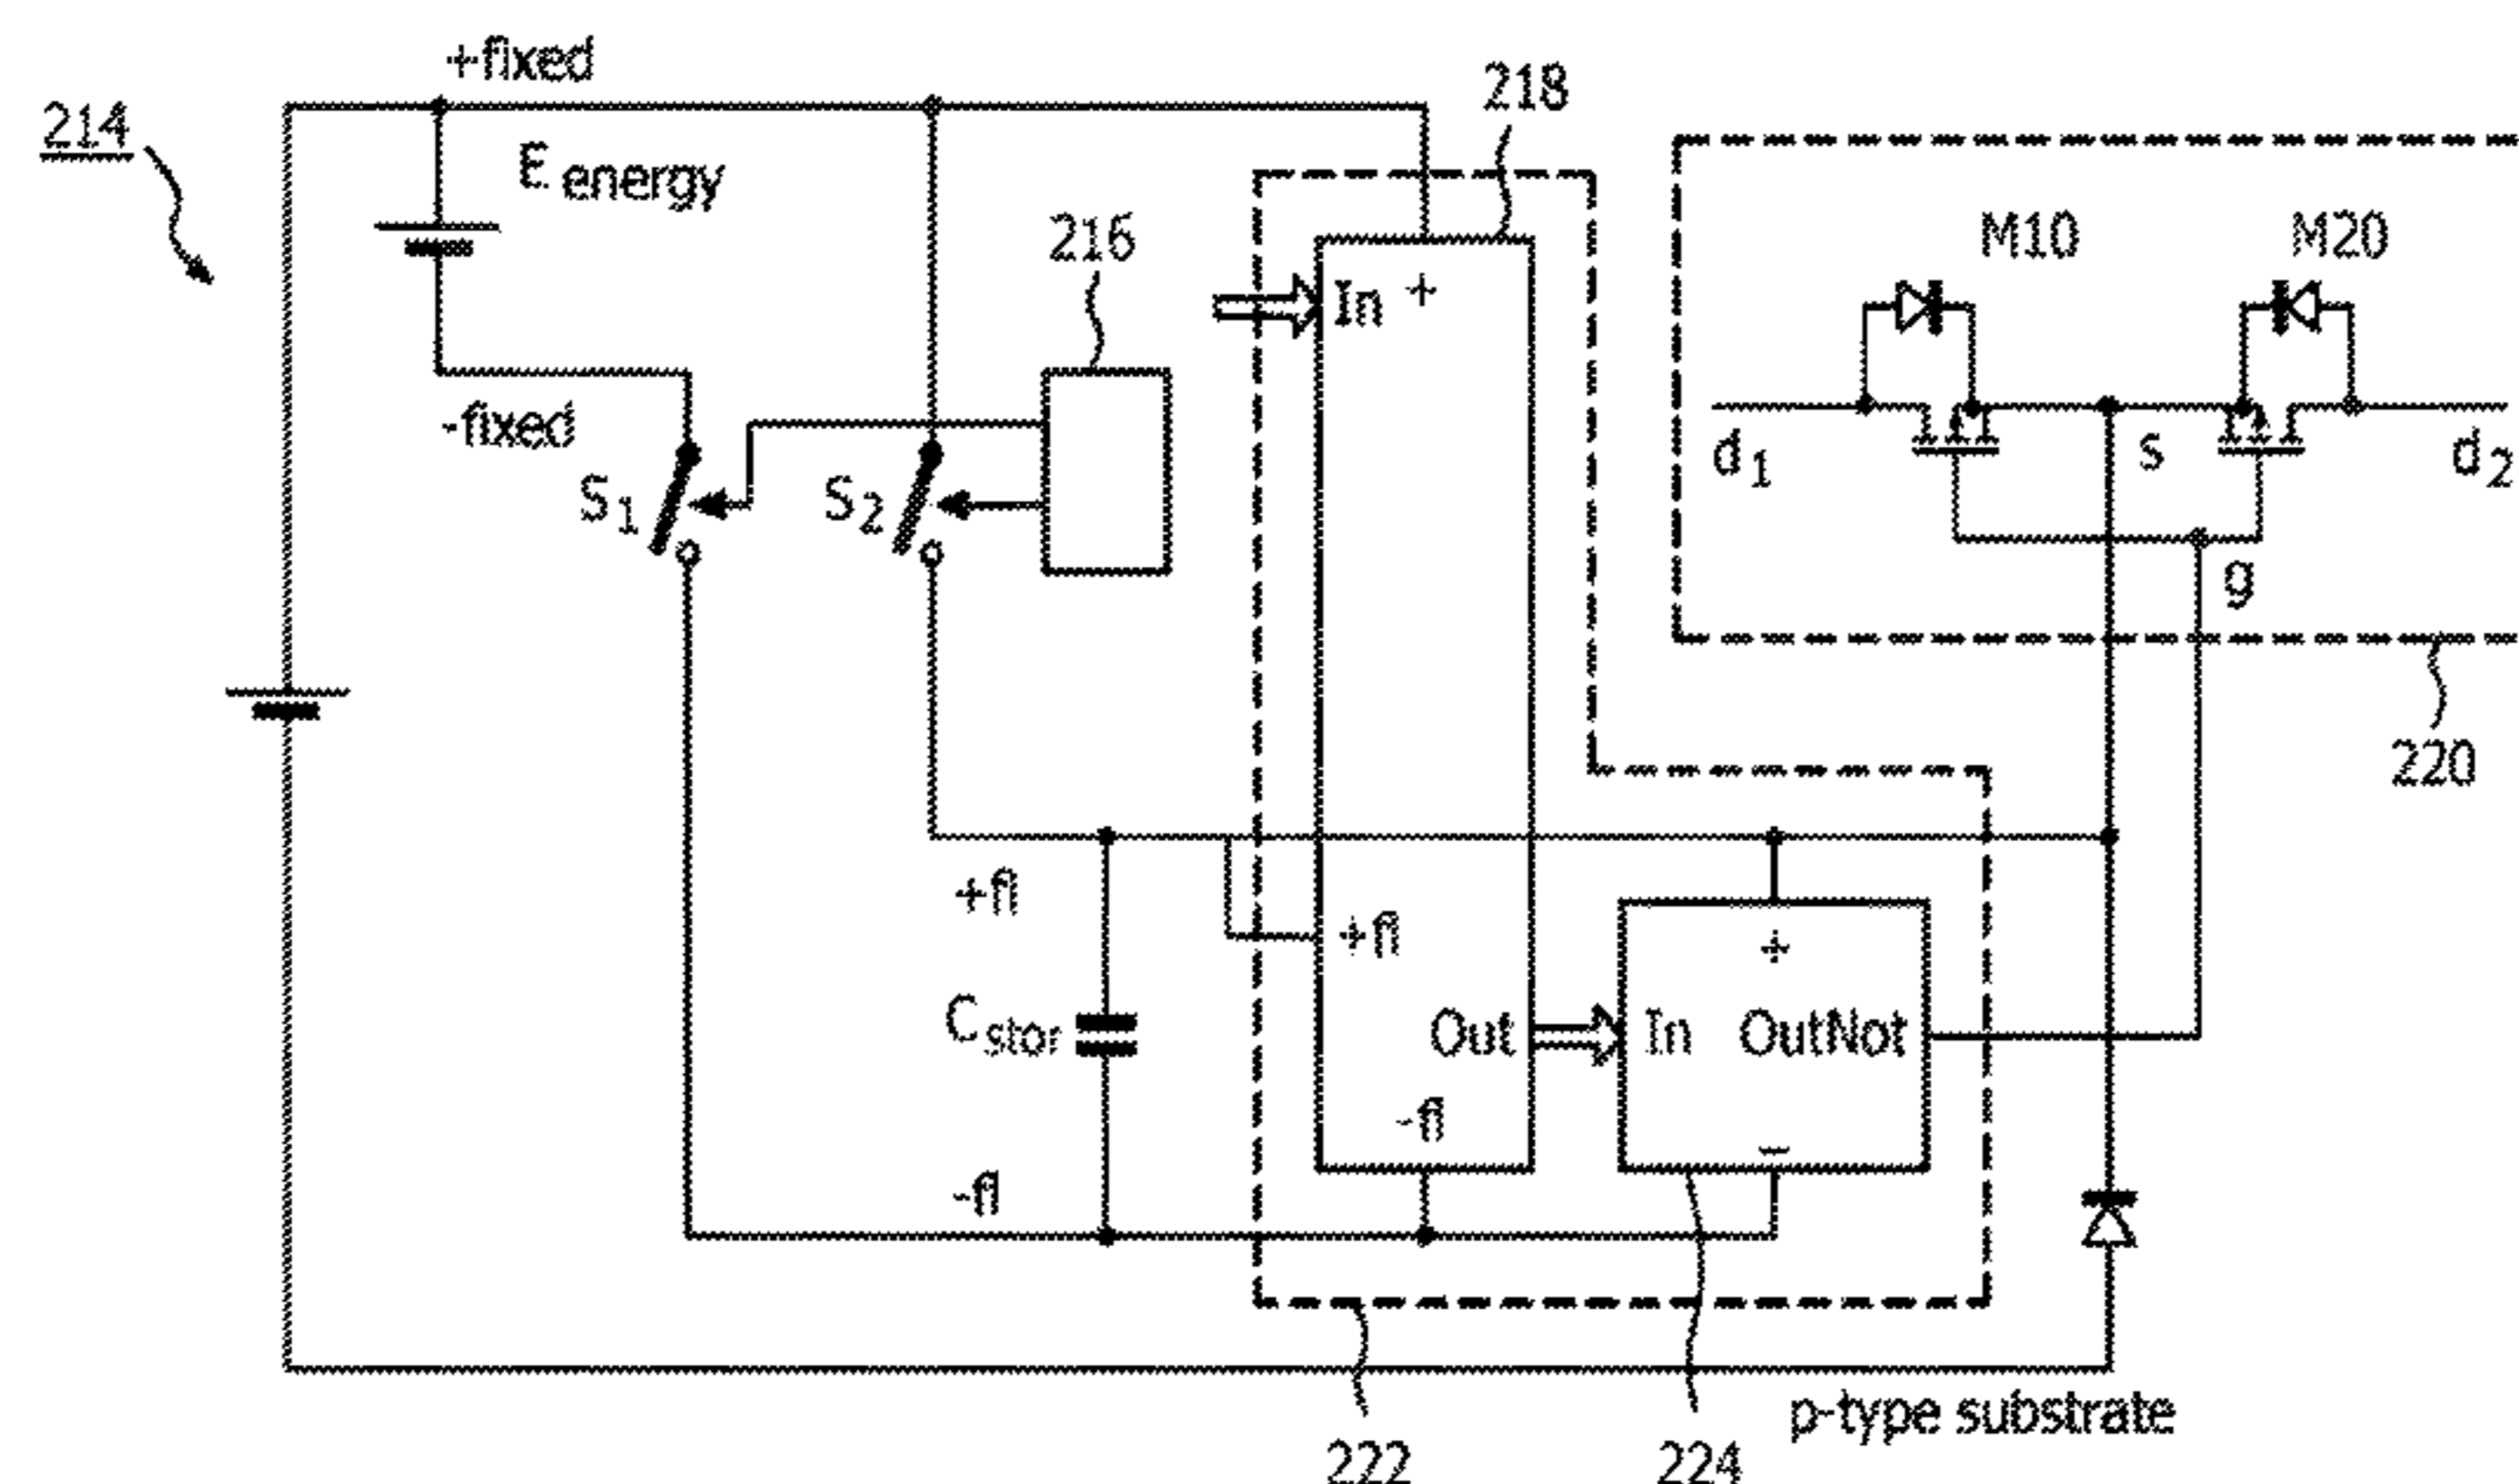 +fixed
218
214
E energy
216
M10
M20
In +
-fixed
d1
s
d2
S1
S2
g
220
+fl
+fl
+
Cstor
Out
In OutNot
-fl
−
-fl
p-type substrate
222
224